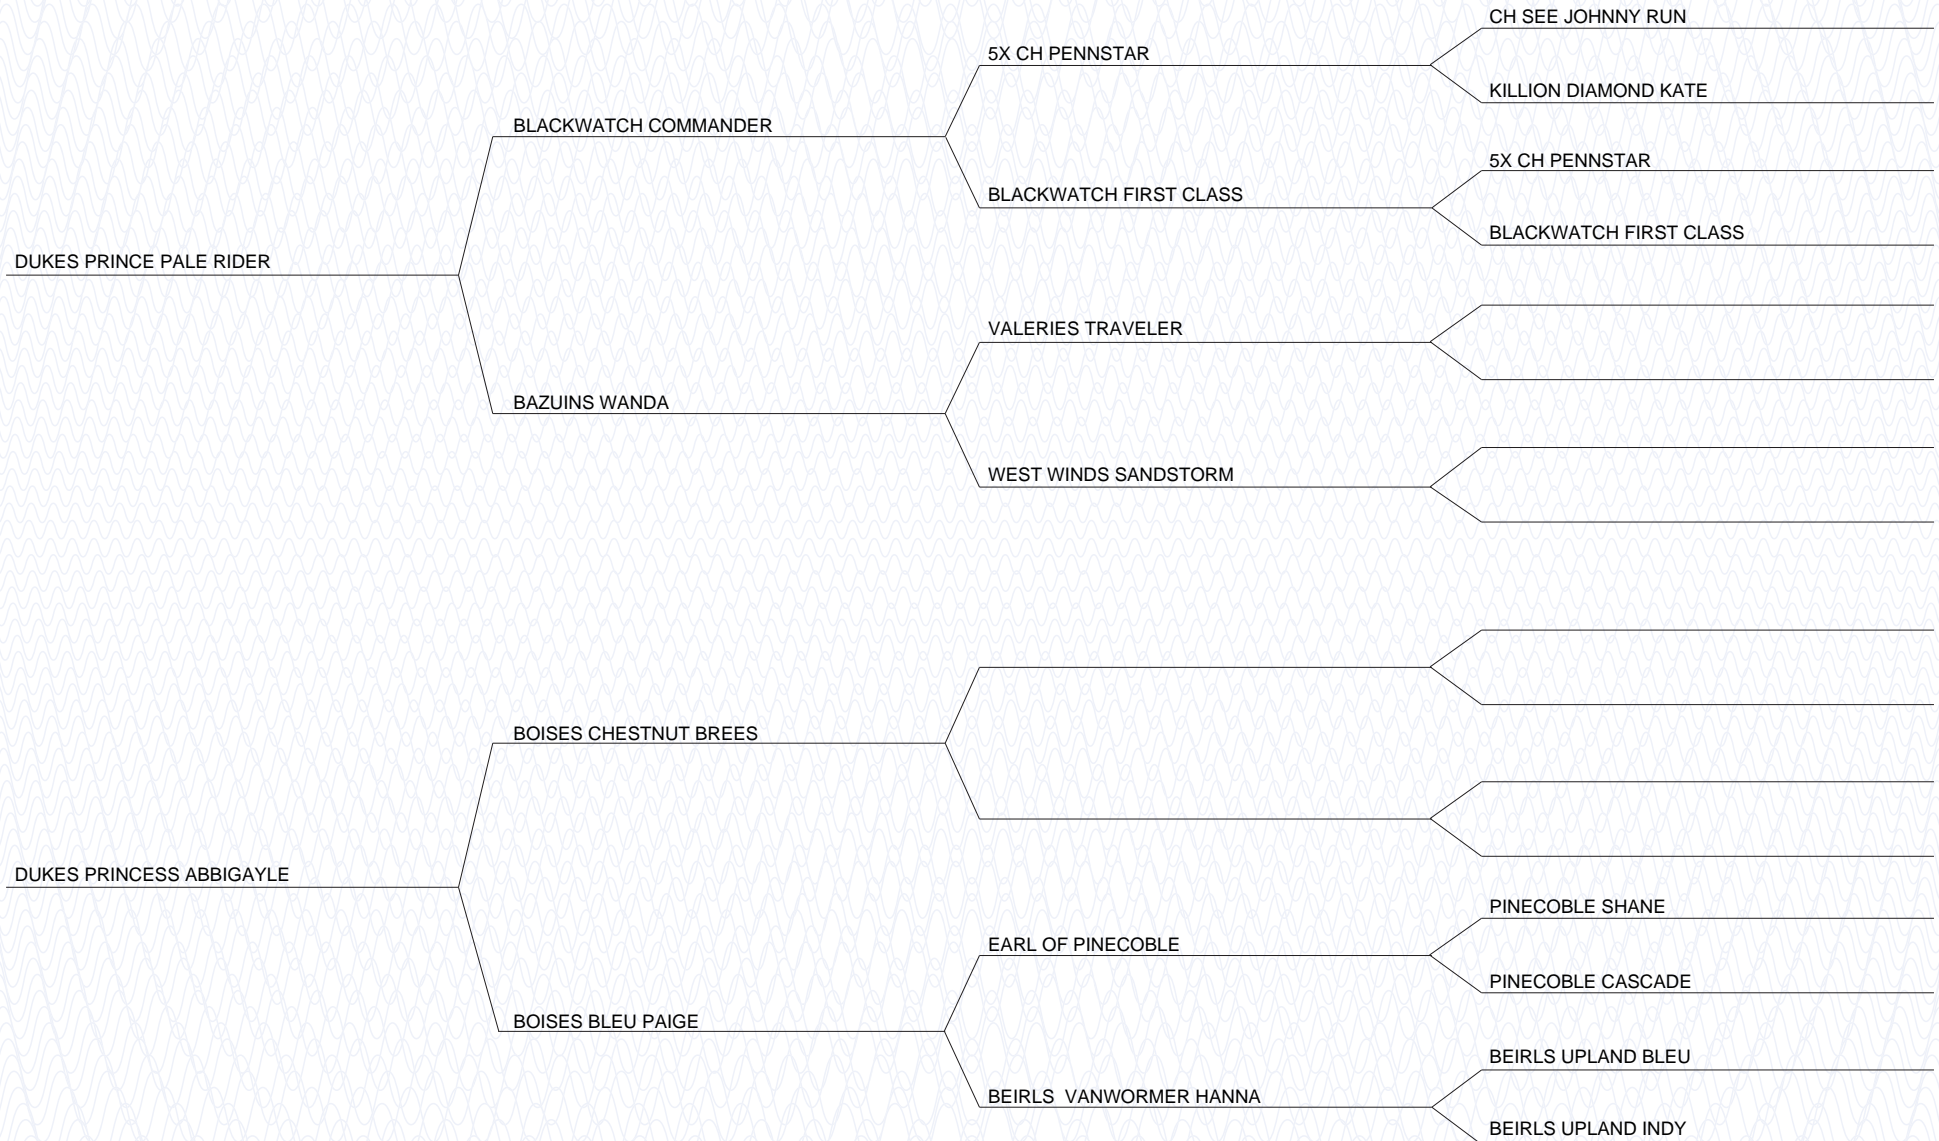 CH SEE JOHNNY RUN
5X CH PENNSTAR
KILLION DIAMOND KATE
BLACKWATCH COMMANDER
5X CH PENNSTAR
BLACKWATCH FIRST CLASS
BLACKWATCH FIRST CLASS
DUKES PRINCE PALE RIDER
VALERIES TRAVELER
BAZUINS WANDA
WEST WINDS SANDSTORM
BOISES CHESTNUT BREES
DUKES PRINCESS ABBIGAYLE
PINECOBLE SHANE
EARL OF PINECOBLE
PINECOBLE CASCADE
BOISES BLEU PAIGE
BEIRLS UPLAND BLEU
BEIRLS  VANWORMER HANNA
BEIRLS UPLAND INDY